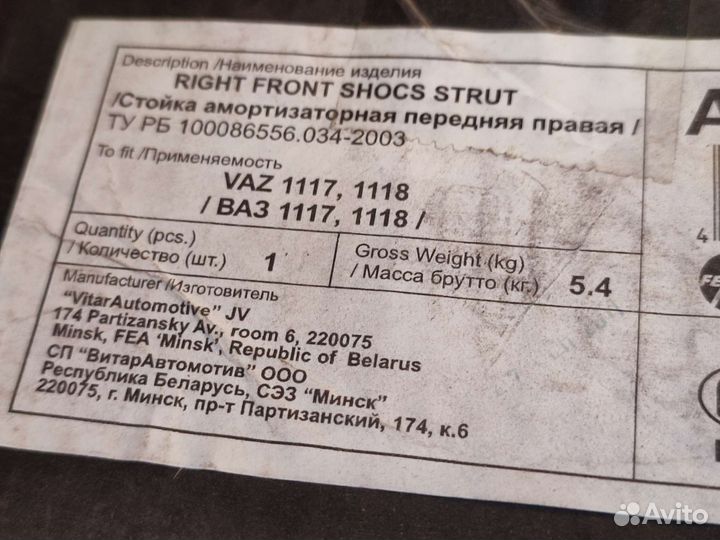 Description /Наименование изделия
RIGHT FRONT SHOCS STRUT
/Стойка амортизаторная передняя правая /
ТУ РБ 100086556.034-2003
To fit /Применяемость
VAZ 1117, 1118
/ ВАЗ 1117, 1118 /
Quantity (pcs.)
/ Количество (шт.) 1
Gross Weight (kg)
/ Масса брутто (кг.) 5.4
Manufacturer /Изготовитель
“VitarAutomotive” JV
174 Partizansky Av., room 6, 220075
Minsk, FEA ‘Minsk’, Republic of Belarus
СП “ВитарАвтомотив” ООО
Республика Беларусь, СЭЗ “Минск”
220075, г. Минск, пр-т Партизанский, 174, к.6
A
4
Avito